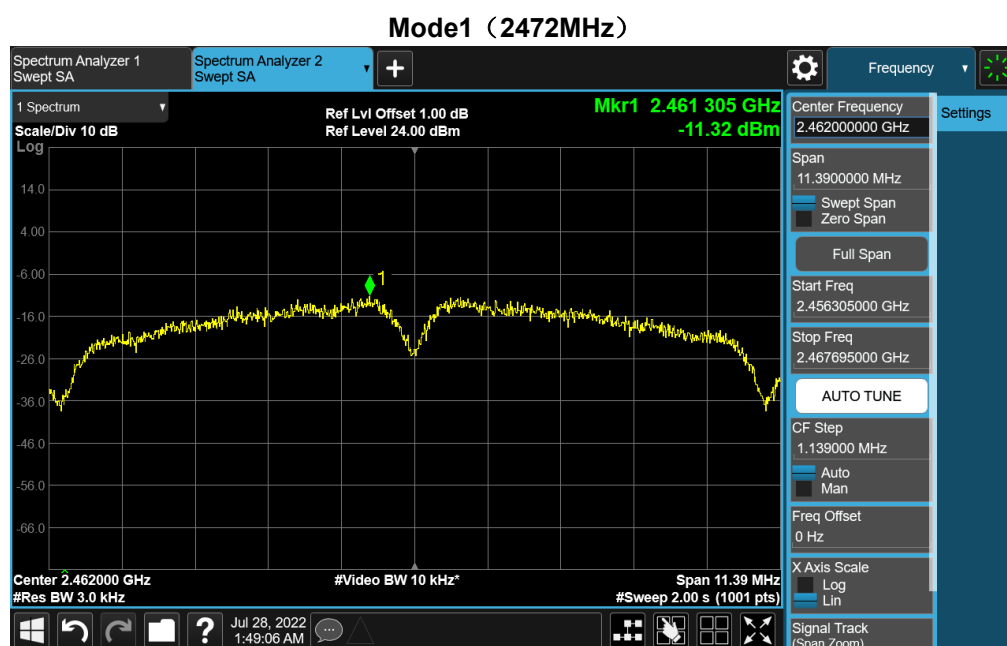 Mode1（2472MHz）
Spectrum Analyzer 1
Swept SA
Spectrum Analyzer 2
Swept SA
Frequency
1 Spectrum
Scale/Div 10 dB
Log
Ref Lvl Offset 1.00 dB
Ref Level 24.00 dBm
Mkr1 2.461 305 GHz
-11.32 dBm
14.0
4.00
-6.00
-16.0
-26.0
-36.0
-46.0
-56.0
-66.0
1
Center 2.462000 GHz
#Res BW 3.0 kHz
#Video BW 10 kHz*
Span 11.39 MHz
#Sweep 2.00 s (1001 pts)
Center Frequency
2.462000000 GHz
Settings
Span
11.3900000 MHz
Swept Span
Zero Span
Full Span
Start Freq
2.456305000 GHz
Stop Freq
2.467695000 GHz
AUTO TUNE
CF Step
1.139000 MHz
Auto
Man
Freq Offset
0 Hz
X Axis Scale
Log
Lin
Signal Track
(Span Zoom)
?
Jul 28, 2022
1:49:06 AM